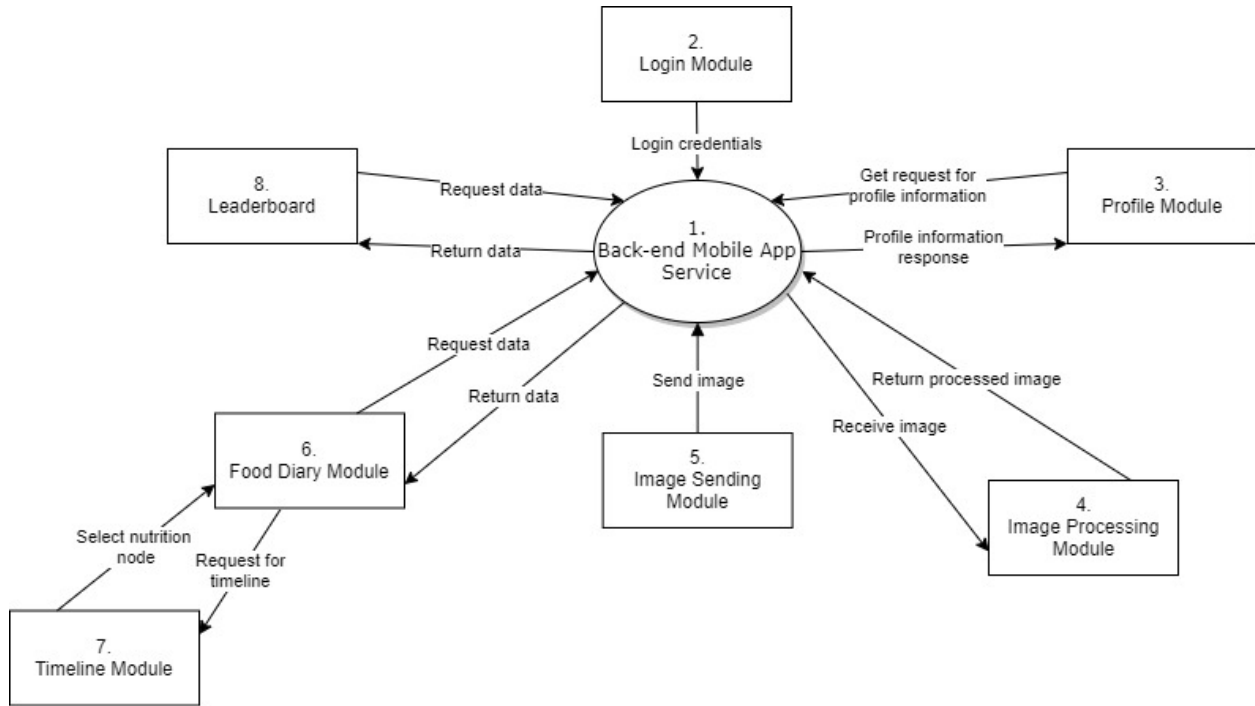 2.
Login Module
Login credentials
8.
Leaderboard
Request data
Return data
1.
Back-end Mobile App
Service
Get request for
profile information
Profile information
response
3.
Profile Module
Request data
Return data
Send image
Return processed image
Receive image
6.
Food Diary Module
5.
Image Sending
Module
4.
Image Processing
Module
Select nutrition
node
Request for
timeline
7.
Timeline Module